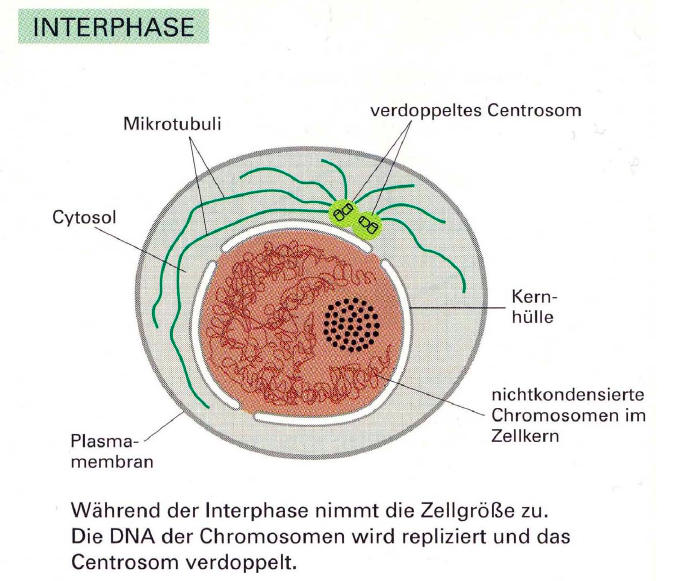 INTERPHASE
verdoppeltes Centrosom
Mikrotubuli
Cytosol
Kern-
hülle
nichtkondensierte
Chromosomen im
Zellkern
Plasma-
membran
Während der Interphase nimmt die Zellgröße zu.
Die DNA der Chromosomen wird repliziert und das
Centrosom verdoppelt.